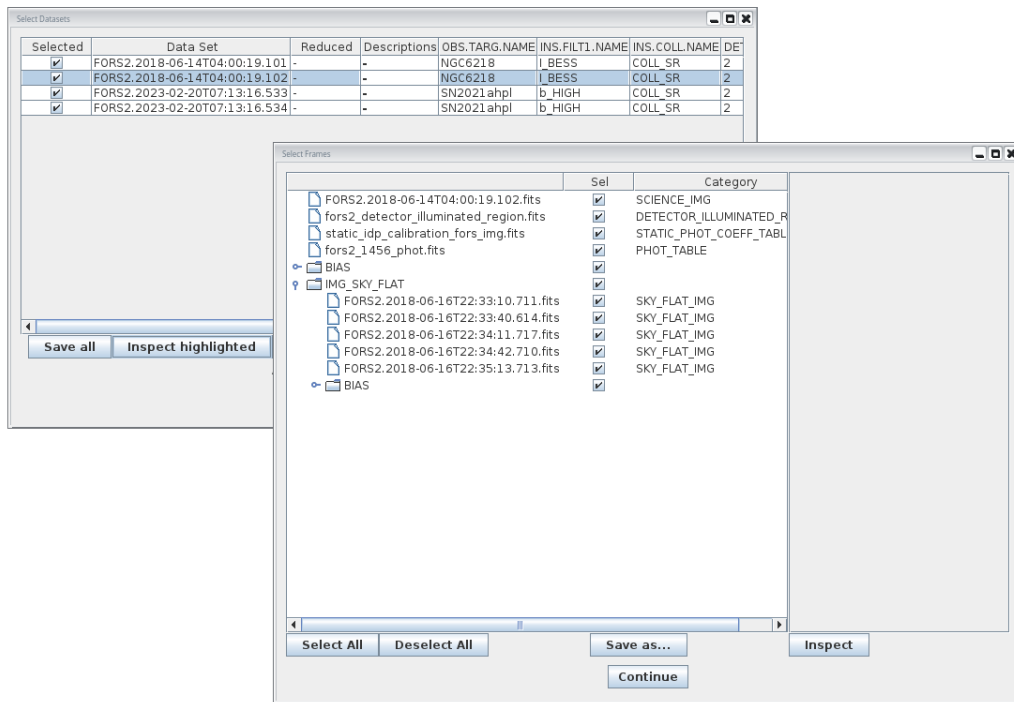 Select Datasets
Selected Data Set Reduced Descriptions OBS.TARG.NAME INS.FILT1.NAME INS.COLL.NAME DET
FORS2.2018-06-14T04:00:19.101 - - NGC6218 I_BESS COLL_SR 2
FORS2.2018-06-14T04:00:19.102 - - NGC6218 I_BESS COLL_SR 2
FORS2.2023-02-20T07:13:16.533 - - SN2021ahpl b_HIGH COLL_SR 2
FORS2.2023-02-20T07:13:16.534 - - SN2021ahpl b_HIGH COLL_SR 2
Save all Inspect highlighted
Select Frames
Sel Category
FORS2.2018-06-14T04:00:19.102.fits SCIENCE_IMG
fors2_detector_illuminated_region.fits DETECTOR_ILLUMINATED_R
static_idp_calibration_fors_img.fits STATIC_PHOT_COEFF_TABL
fors2_1456_phot.fits PHOT_TABLE
BIAS
IMG_SKY_FLAT
FORS2.2018-06-16T22:33:10.711.fits SKY_FLAT_IMG
FORS2.2018-06-16T22:33:40.614.fits SKY_FLAT_IMG
FORS2.2018-06-16T22:34:11.717.fits SKY_FLAT_IMG
FORS2.2018-06-16T22:34:42.710.fits SKY_FLAT_IMG
FORS2.2018-06-16T22:35:13.713.fits SKY_FLAT_IMG
BIAS
Select All Deselect All Save as... Inspect
Continue